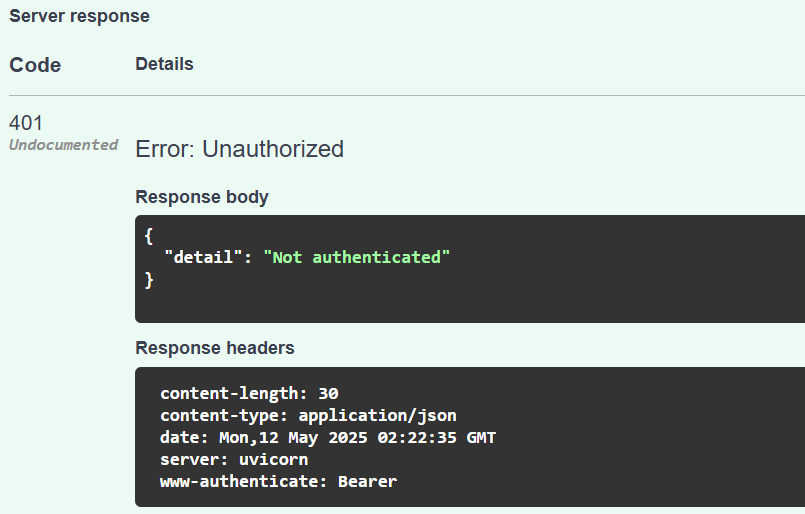 Server response
Code Details
401
Undocumented
Error: Unauthorized
Response body
{
"detail": "Not authenticated"
}
Response headers
content-length: 30
content-type: application/json
date: Mon,12 May 2025 02:22:35 GMT
server: uvicorn
www-authenticate: Bearer